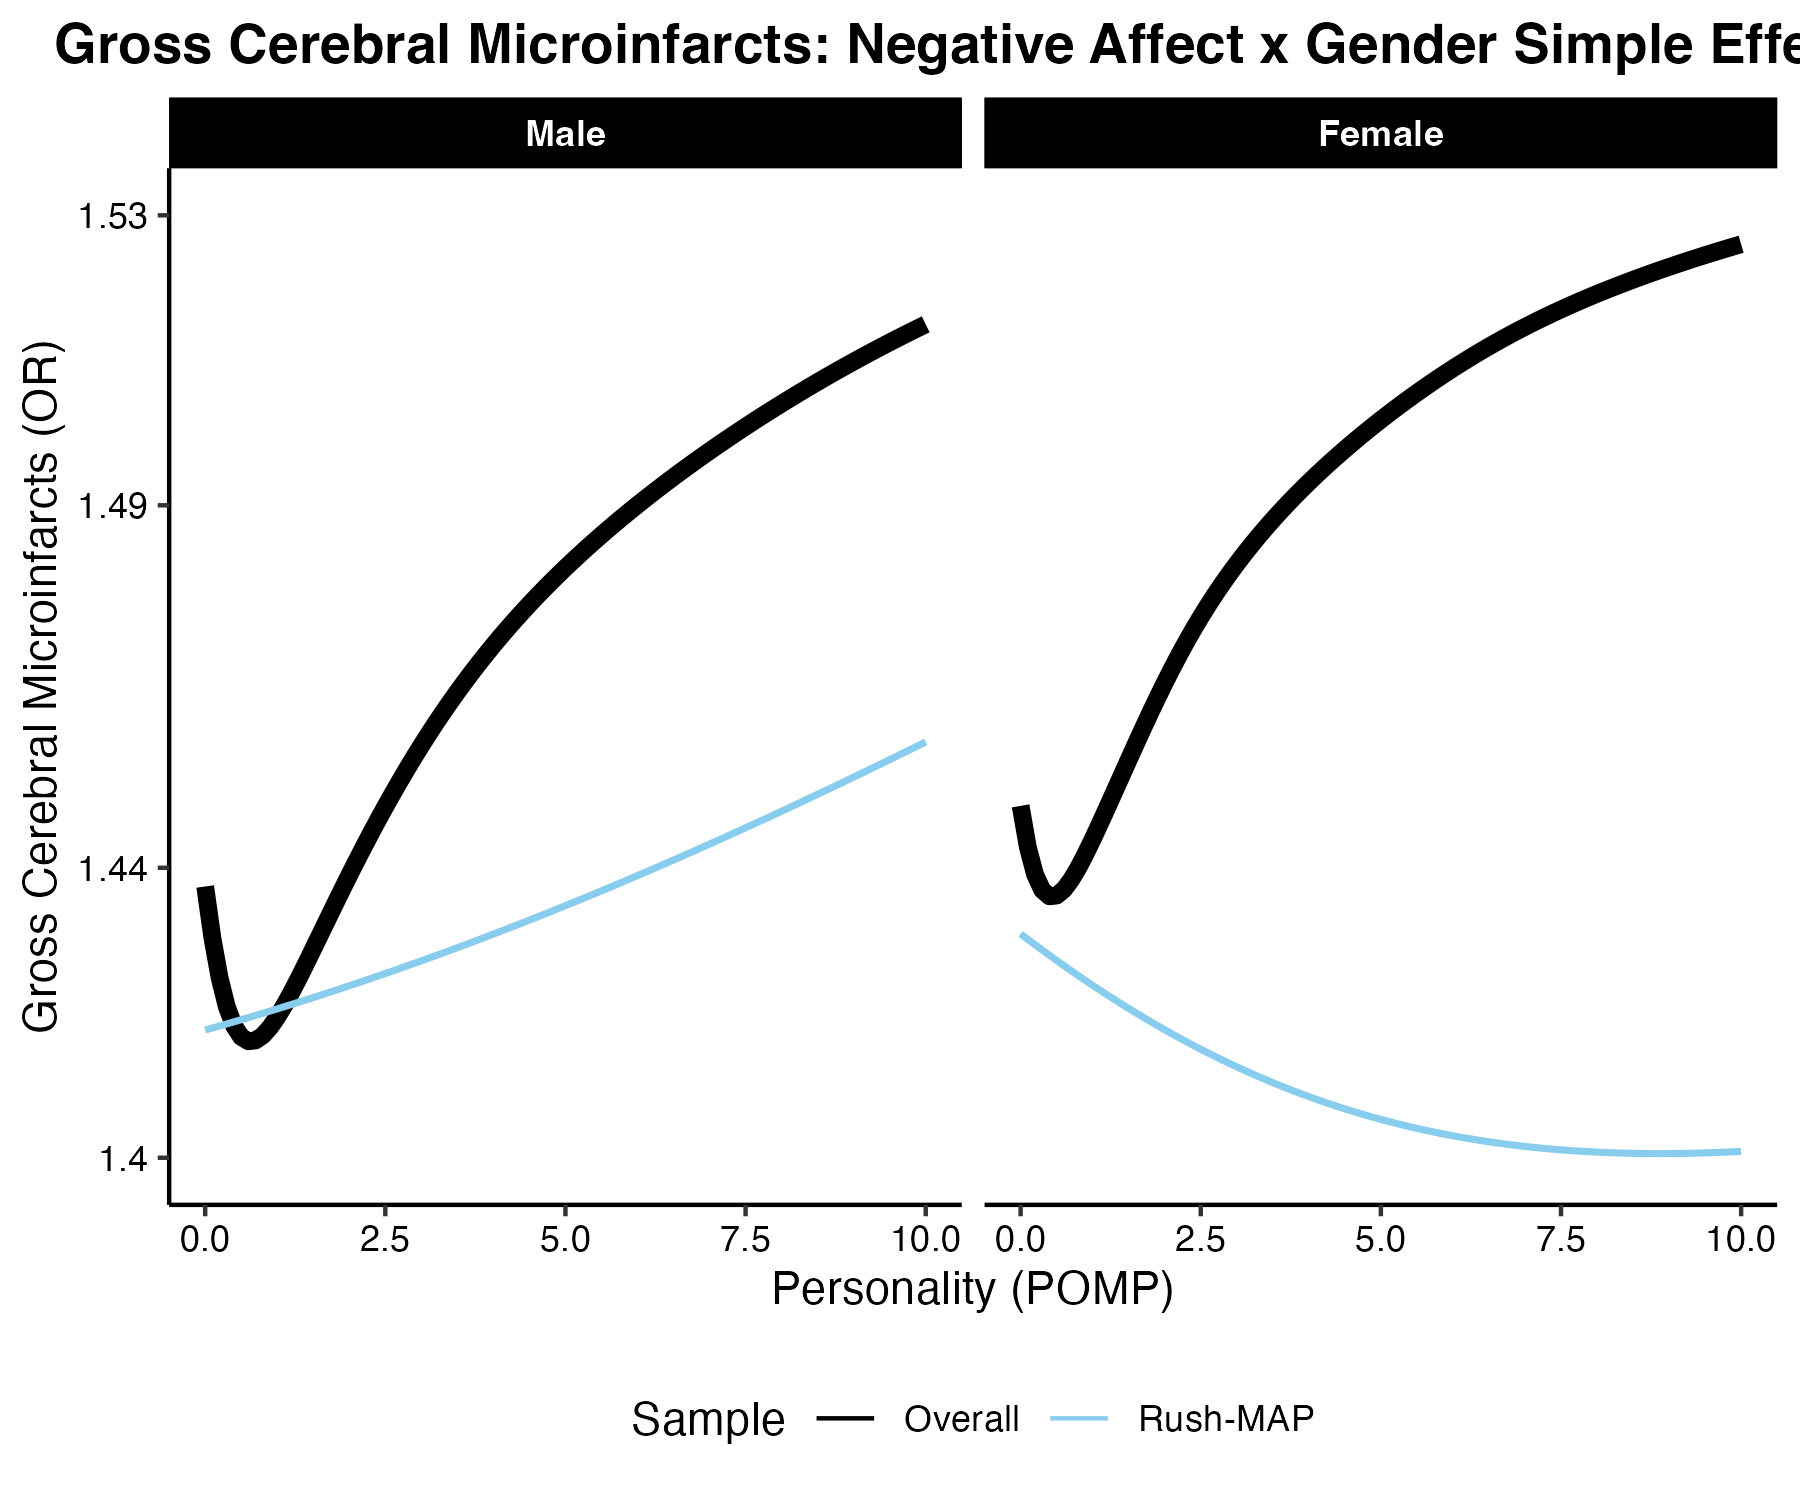 Gross Cerebral Microinfarcts: Negative Affect x Gender Simple Effe
Male
Female
Gross Cerebral Microinfarcts (OR)
1.53
1.49
1.44
1.4
0.0 2.5 5.0 7.5 10.0
0.0 2.5 5.0 7.5 10.0
Personality (POMP)
Sample Overall Rush-MAP